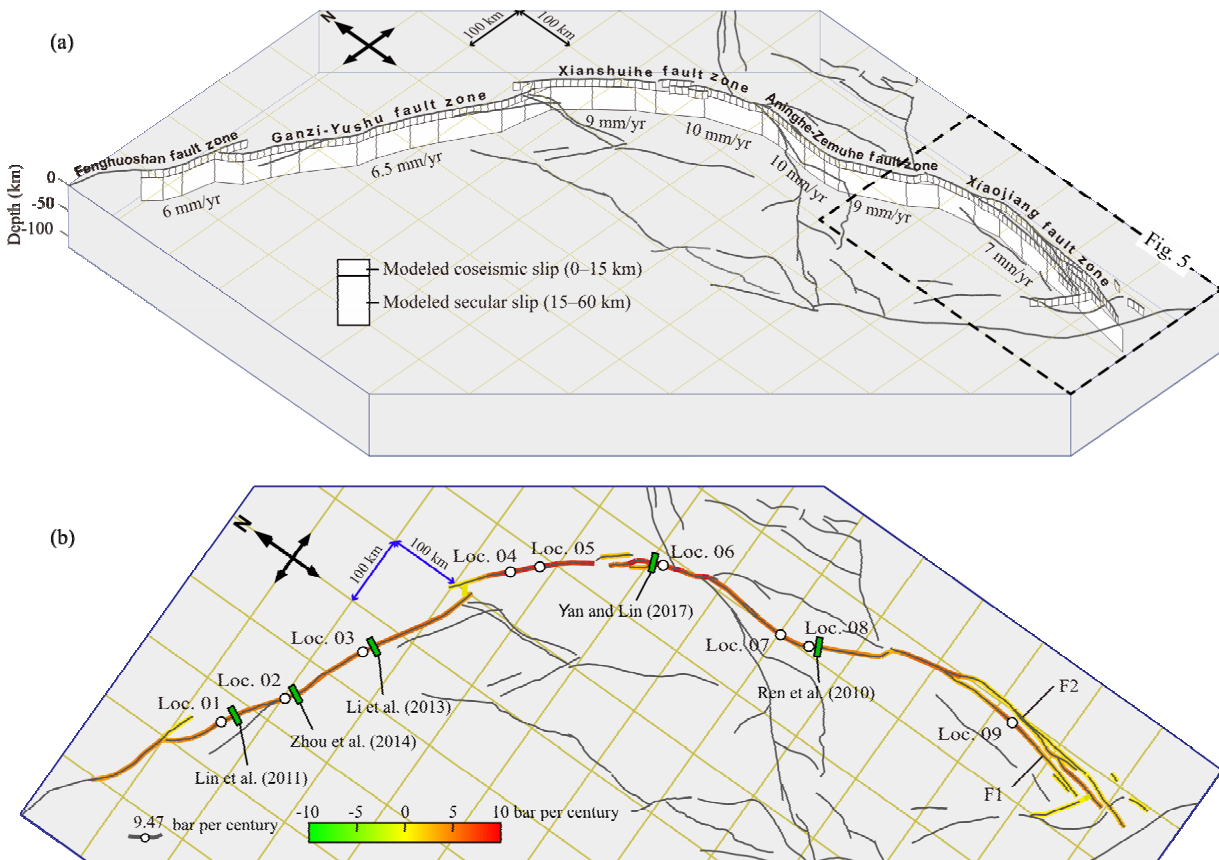 (a)
N
100 km
100 km
Xianshuihe fault zone
Ganzi-Yushu fault zone
Aninghe-Zemuhe fault zone
Fenghuoshan fault zone
Xiaojiang fault zone
9 mm/yr
10 mm/yr
6.5 mm/yr
10 mm/yr
9 mm/yr
6 mm/yr
7 mm/yr
Fig. 5
Depth (km)
0
-50
-100
Modeled coseismic slip (0–15 km)
Modeled secular slip (15–60 km)
(b)
N
100 km
100 km
Loc. 04
Loc. 05
Loc. 06
Yan and Lin (2017)
Loc. 03
Loc. 07
Loc. 08
Loc. 02
Li et al. (2013)
Ren et al. (2010)
F2
Loc. 01
Zhou et al. (2014)
Loc. 09
Lin et al. (2011)
F1
9.47
bar per century
-10
-5
0
5
10 bar per century